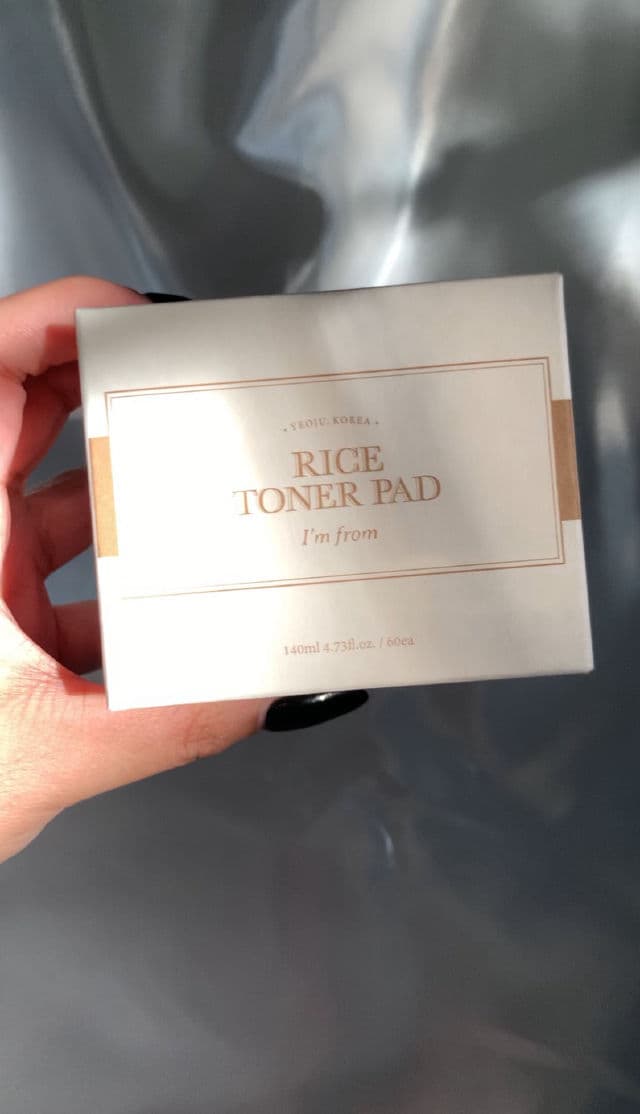 • YEOJU, KOREA •
RICE
TONER PAD
I'm from
140ml 4.73fl.oz. / 60ea